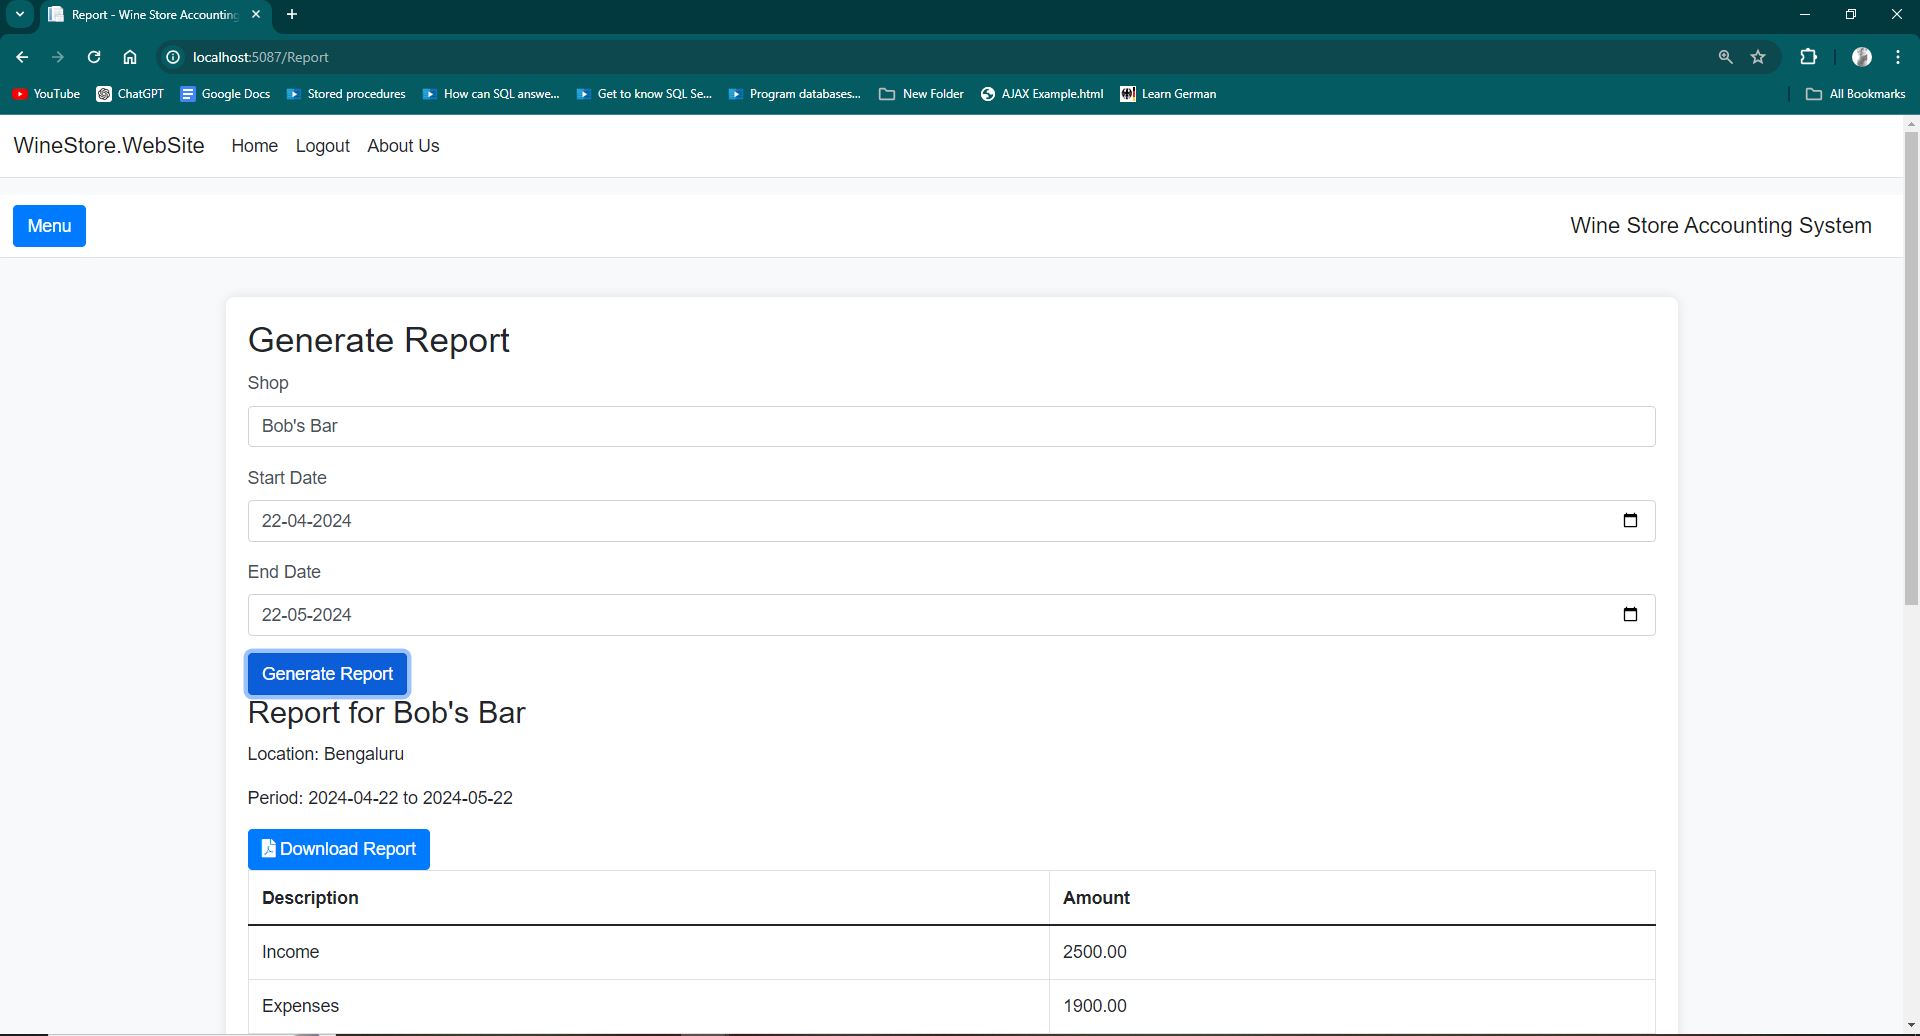 Report - Wine Store Accounting
localhost:5087/Report
YouTube ChatGPT Google Docs Stored procedures How can SQL answe... Get to know SQL Se... Program databases... New Folder AJAX Example.html Learn German All Bookmarks
WineStore.WebSite Home Logout About Us
Menu Wine Store Accounting System
Generate Report
Shop
Bob's Bar
Start Date
22-04-2024
End Date
22-05-2024
Generate Report
Report for Bob's Bar
Location: Bengaluru
Period: 2024-04-22 to 2024-05-22
Download Report
Description Amount
Income 2500.00
Expenses 1900.00